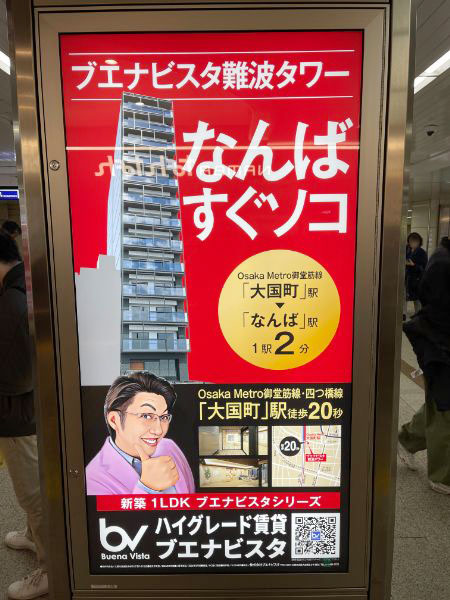 ブエナビスタ難波タワー
なんば
すぐソコ
Osaka Metro御堂筋線
「大国町」駅
▼
「なんば」駅
1駅2分
Osaka Metro御堂筋線・四つ橋線
「大国町」駅徒歩20秒
新築 1LDK ブエナビスタシリーズ
bv
Buena Vista
ハイグレード賃貸
ブエナビスタ